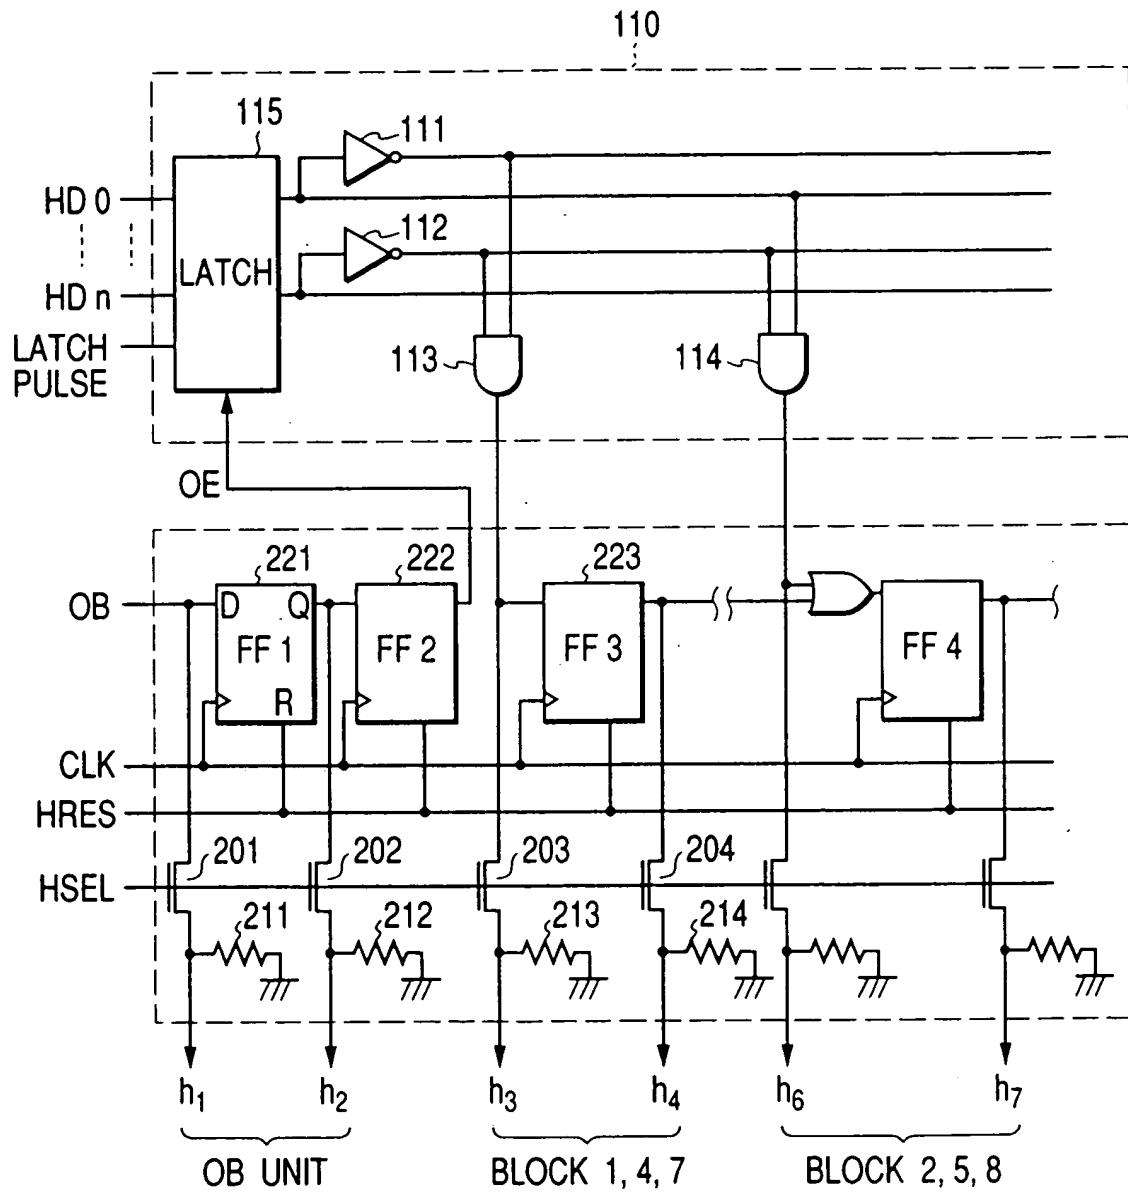 110
115
111
HD 0
112
LATCH
HD n
LATCH
PULSE
113
114
OE
221
222
223
OB
D
Q
FF 1
R
FF 2
FF 3
FF 4
CLK
HRES
201
202
203
204
HSEL
211
212
213
214
h1
h2
h3
h4
h6
h7
OB UNIT
BLOCK 1, 4, 7
BLOCK 2, 5, 8